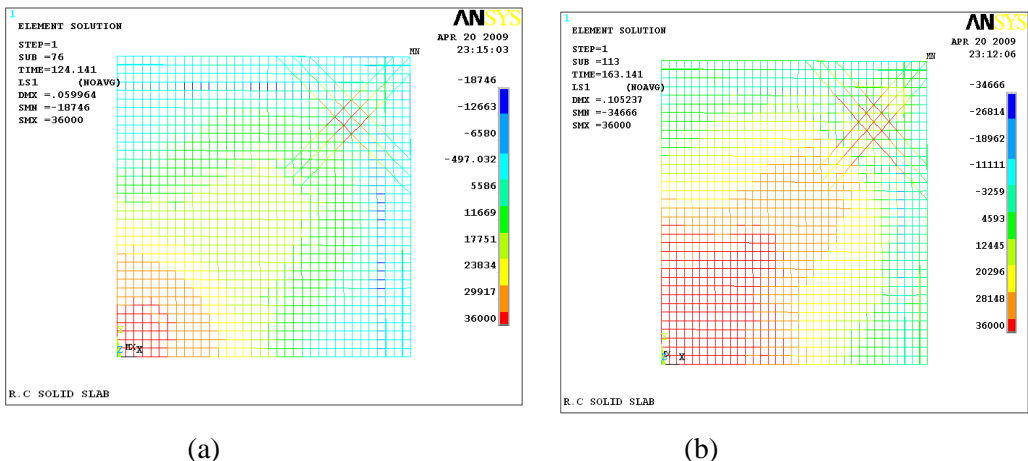 1
ANSYS
ELEMENT SOLUTION
APR 20 2009
23:15:03
STEP=1
SUB =76
TIME=124.141
LS1 (NOAVG)
DMX =.059964
SMN =-18746
SMX =36000
MN
-18746
-12663
-6580
-497.032
5586
11669
17751
23834
29917
36000
Y
Z
MX
X
R.C SOLID SLAB
(a)
1
ANSYS
ELEMENT SOLUTION
APR 20 2009
23:12:06
STEP=1
SUB =113
TIME=163.141
LS1 (NOAVG)
DMX =.105237
SMN =-34666
SMX =36000
MN
-34666
-26814
-18962
-11111
-3259
4593
12445
20296
28148
36000
Y
X
R.C SOLID SLAB
(b)